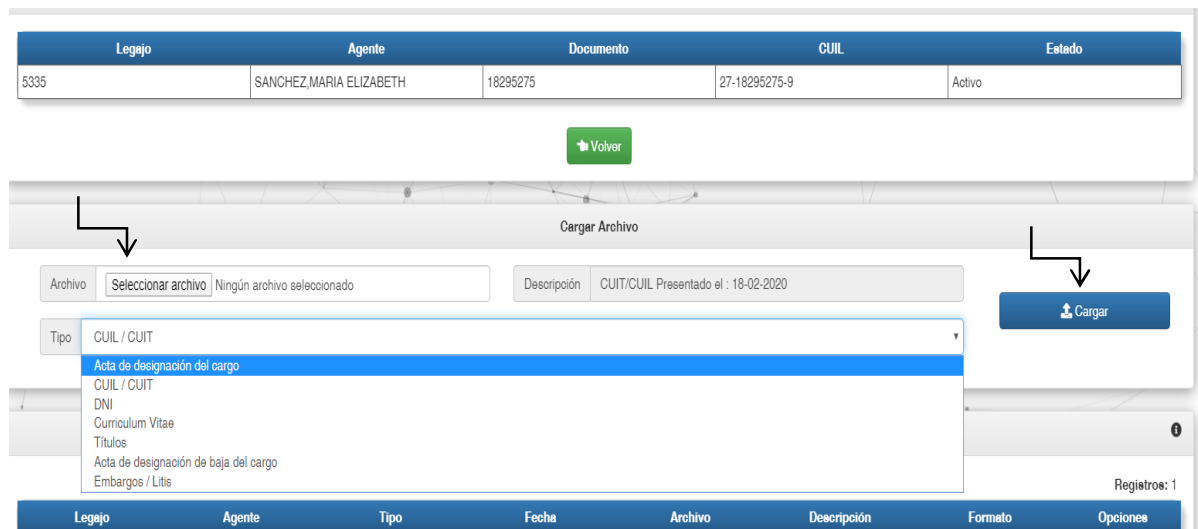 Legajo Agente Documento CUIL Estado
5335 SANCHEZ,MARIA ELIZABETH 18295275 27-18295275-9 Activo
Volver
Cargar Archivo
Archivo Seleccionar archivo Ningún archivo seleccionado Descripción CUIT/CUIL Presentado el : 18-02-2020
Cargar
Tipo CUIL / CUIT
Acta de designación del cargo
CUIL / CUIT
DNI
Curriculum Vitae
Títulos
Acta de designación de baja del cargo
Embargos / Litis
Registros: 1
Legajo Agente Tipo Fecha Archivo Descripción Formato Opciones